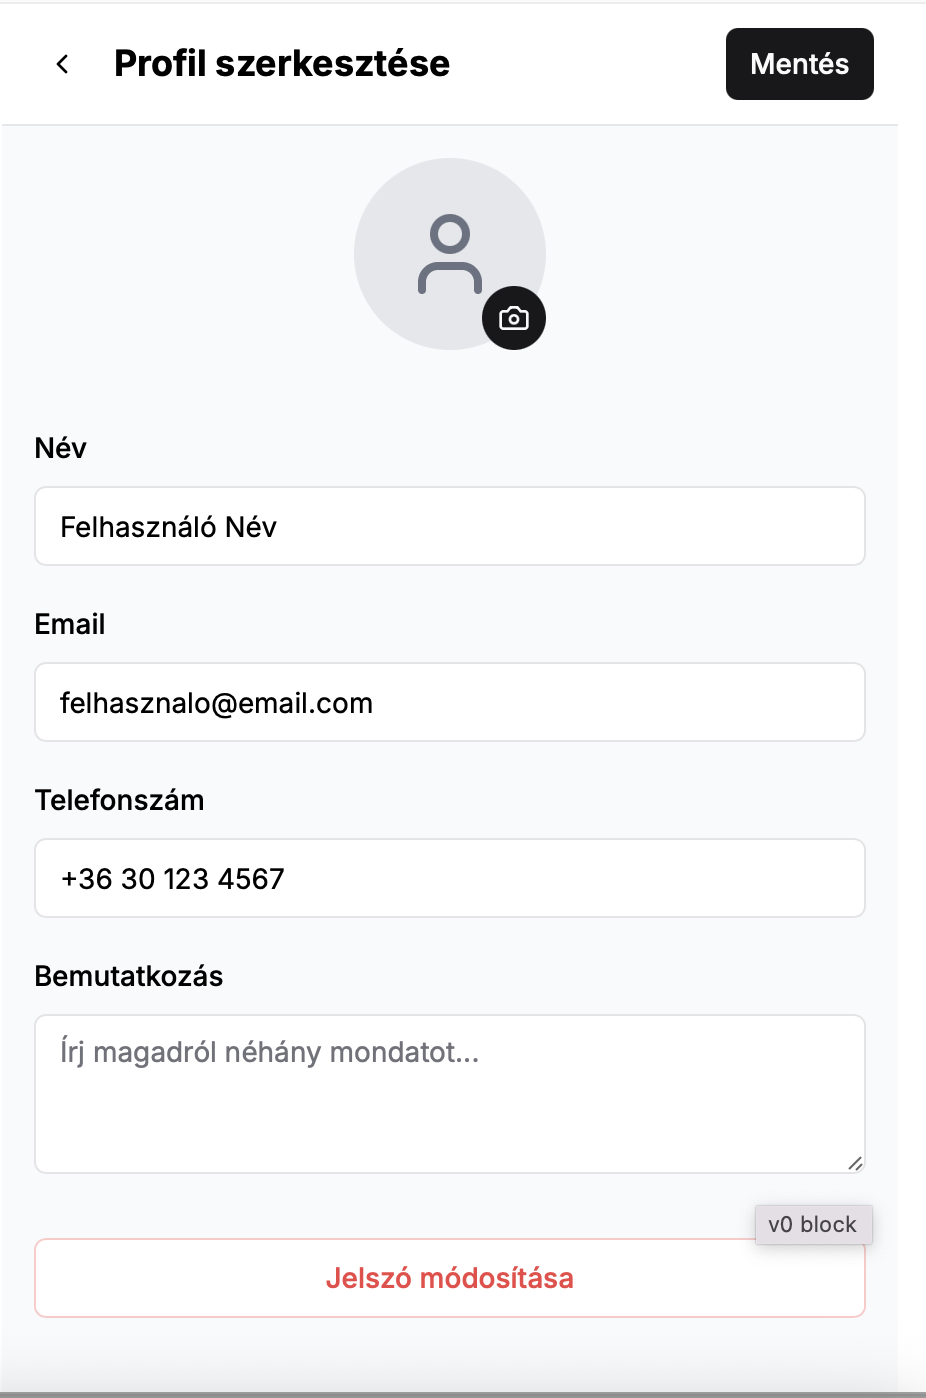 Profil szerkesztése
Mentés
Név
Felhasználó Név
Email
felhasznalo@email.com
Telefonszám
+36 30 123 4567
Bemutatkozás
Írj magadról néhány mondatot...
v0 block
Jelszó módosítása